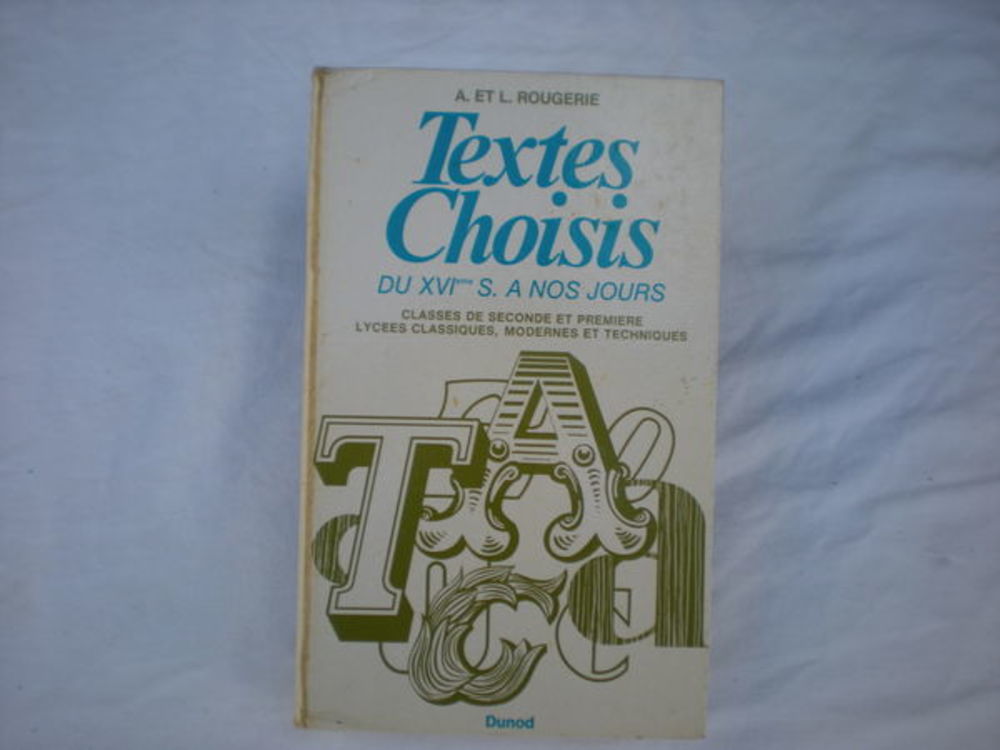 A. ET L. ROUGERIE
Textes
Choisis
DU XVIème S. A NOS JOURS
CLASSES DE SECONDE ET PREMIERE
LYCEES CLASSIQUES, MODERNES ET TECHNIQUES
Dunod